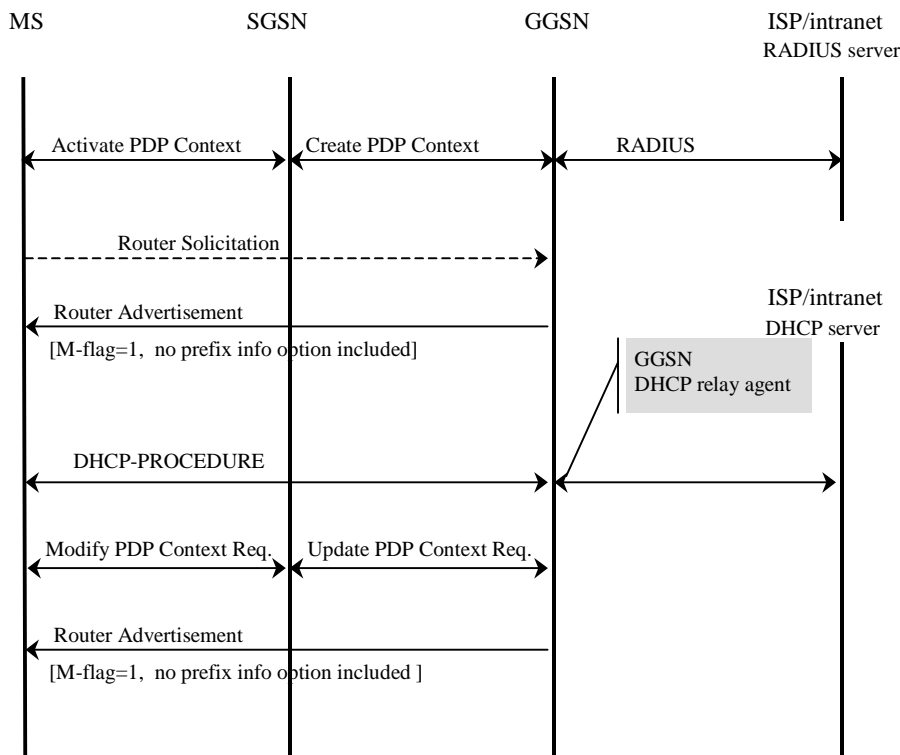 MS
SGSN
GGSN
ISP/intranet
RADIUS server
Activate PDP Context
Create PDP Context
RADIUS
Router Solicitation
ISP/intranet
DHCP server
Router Advertisement
[M-flag=1, no prefix info option included]
GGSN
DHCP relay agent
DHCP-PROCEDURE
Modify PDP Context Req.
Update PDP Context Req.
Router Advertisement
[M-flag=1, no prefix info option included ]